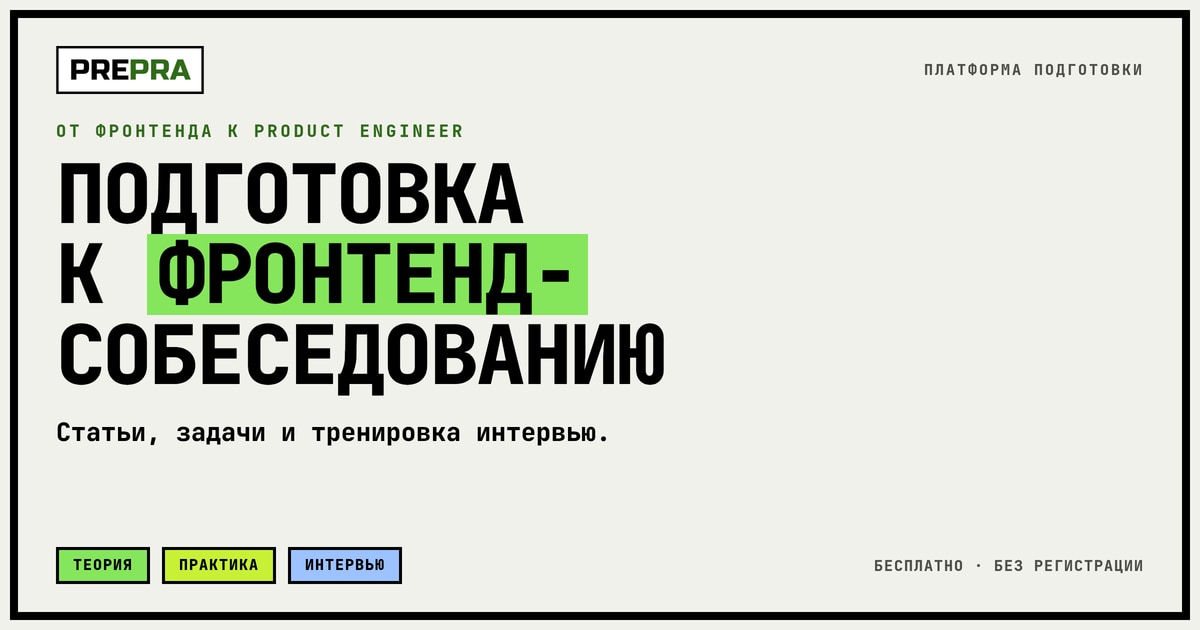 PREPRA
ПЛАТФОРМА ПОДГОТОВКИ
ОТ ФРОНТЕНДА К PRODUCT ENGINEER
ПОДГОТОВКА
К ФРОНТЕНД-
СОБЕСЕДОВАНИЮ
Статьи, задачи и тренировка интервью.
ТЕОРИЯ
ПРАКТИКА
ИНТЕРВЬЮ
БЕСПЛАТНО · БЕЗ РЕГИСТРАЦИИ